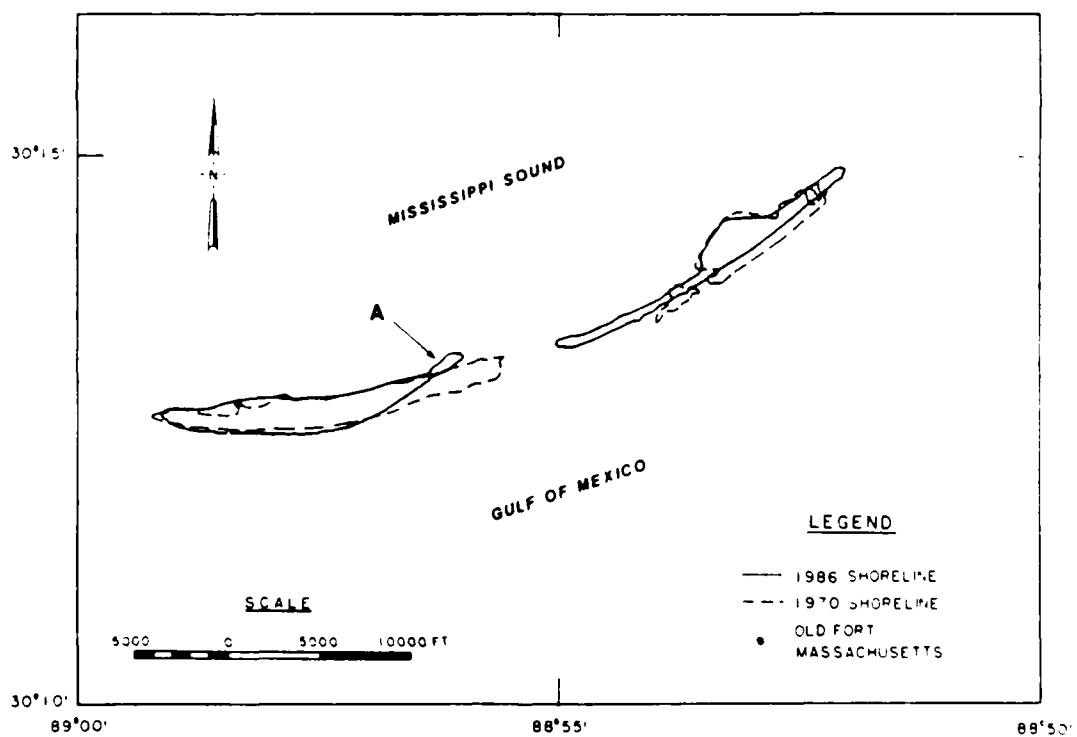 30°15'
N
MISSISSIPPI SOUND
A
GULF OF MEXICO
LEGEND
1986 SHORELINE
1970 SHORELINE
OLD FORT
MASSACHUSETTS
SCALE
5000 0 5000 10000 FT
30°10'
89°00' 88°55' 88°50'